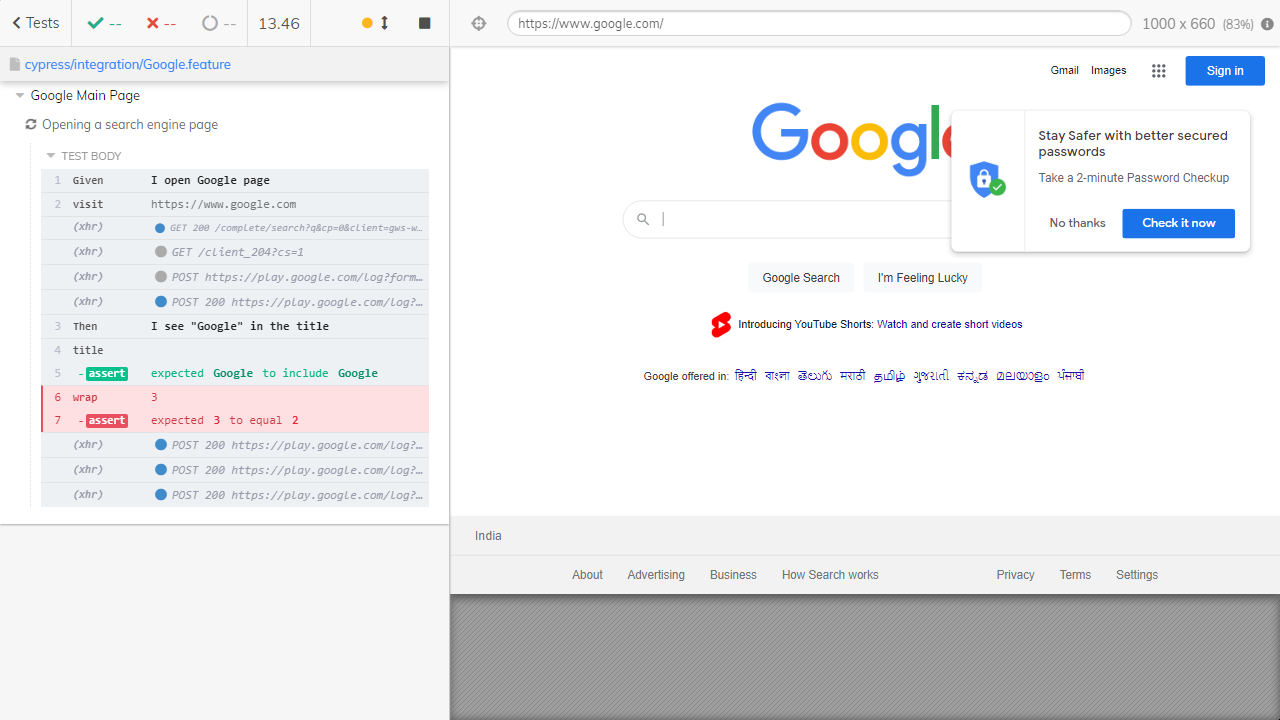 Tests
--
--
--
13.46
https://www.google.com/
1000 x 660 (83%)
cypress/integration/Google.feature
Google Main Page
Opening a search engine page
TEST BODY
1 Given I open Google page
2 visit https://www.google.com
(xhr) GET 200 /complete/search?q&cp=0&client=gws-w...
(xhr) GET /client_204?cs=1
(xhr) POST https://play.google.com/log?form...
(xhr) POST 200 https://play.google.com/log?...
3 Then I see "Google" in the title
4 title
5 -assert expected Google to include Google
6 wrap 3
7 -assert expected 3 to equal 2
(xhr) POST 200 https://play.google.com/log?...
(xhr) POST 200 https://play.google.com/log?...
(xhr) POST 200 https://play.google.com/log?...
Gmail Images
Sign in
Google
Stay Safer with better secured
passwords
Take a 2-minute Password Checkup
No thanks
Check it now
Google Search
I'm Feeling Lucky
Introducing YouTube Shorts: Watch and create short videos
Google offered in: हिन्दी বাংলা తెలుగు मराठी தமிழ் ગુજરાતી ಕನ್ನಡ മലയാളം ਪੰਜਾਬੀ
India
About Advertising Business How Search works Privacy Terms Settings